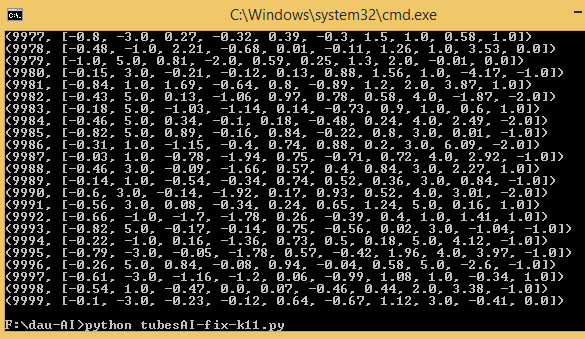 C:\Windows\system32\cmd.exe
(9977, [-0.8, -3.0, 0.27, -0.32, 0.39, -0.3, 1.5, 1.0, 0.58, 1.0])
(9978, [-0.48, -1.0, 2.21, -0.68, 0.01, -0.11, 1.26, 1.0, 3.53, 0.0])
(9979, [-1.0, 5.0, 0.81, -2.0, 0.59, 0.25, 1.3, 2.0, -0.01, 0.0])
(9980, [-0.15, 3.0, -0.21, -0.12, 0.13, 0.88, 1.56, 1.0, -4.17, -1.0])
(9981, [-0.84, 1.0, 1.69, -0.64, 0.8, -0.89, 1.2, 2.0, 3.87, 1.0])
(9982, [-0.43, 5.0, 0.13, -1.06, 0.97, 0.78, 0.58, 4.0, -1.87, -2.0])
(9983, [-0.18, 5.0, -1.03, -1.14, 0.14, -0.73, 0.9, 1.0, 0.6, 1.0])
(9984, [-0.46, 5.0, 0.34, -0.1, 0.18, -0.48, 0.24, 4.0, 2.49, -2.0])
(9985, [-0.82, 5.0, 0.89, -0.16, 0.84, -0.22, 0.8, 3.0, 0.01, -1.0])
(9986, [-0.31, 1.0, -1.15, -0.4, 0.74, 0.88, 0.2, 3.0, 6.09, -2.0])
(9987, [-0.03, 1.0, -0.78, -1.94, 0.75, -0.71, 0.72, 4.0, 2.92, -1.0])
(9988, [-0.46, 3.0, -0.09, -1.66, 0.57, 0.4, 0.84, 3.0, 2.27, 1.0])
(9989, [-0.14, 1.0, -0.54, -0.34, 0.74, 0.52, 0.36, 3.0, 0.84, -1.0])
(9990, [-0.6, 3.0, -0.14, -1.92, 0.17, 0.93, 0.52, 4.0, 3.01, -2.0])
(9991, [-0.56, 3.0, 0.08, -0.34, 0.24, 0.65, 1.24, 5.0, 0.16, 1.0])
(9992, [-0.66, -1.0, -1.7, -1.78, 0.26, -0.39, 0.4, 1.0, 1.41, 1.0])
(9993, [-0.82, 5.0, -0.17, -0.14, 0.75, -0.56, 0.02, 3.0, -1.04, -1.0])
(9994, [-0.22, -1.0, 0.16, -1.36, 0.73, 0.5, 0.18, 5.0, 4.12, -1.0])
(9995, [-0.79, -3.0, -0.05, -1.78, 0.57, -0.42, 1.96, 4.0, 3.97, -1.0])
(9996, [-0.26, 5.0, 0.84, -0.08, 0.94, -0.04, 0.58, 5.0, -2.6, -1.0])
(9997, [-0.61, -3.0, -1.16, -1.2, 0.06, -0.99, 1.08, 1.0, -0.34, 1.0])
(9998, [-0.54, 1.0, -0.47, 0.0, 0.07, -0.46, 0.44, 2.0, 3.38, -1.0])
(9999, [-0.1, -3.0, -0.23, -0.12, 0.64, -0.67, 1.12, 3.0, -0.41, 0.0])
F:\dau-AI>python tubesAI-fix-k11.py